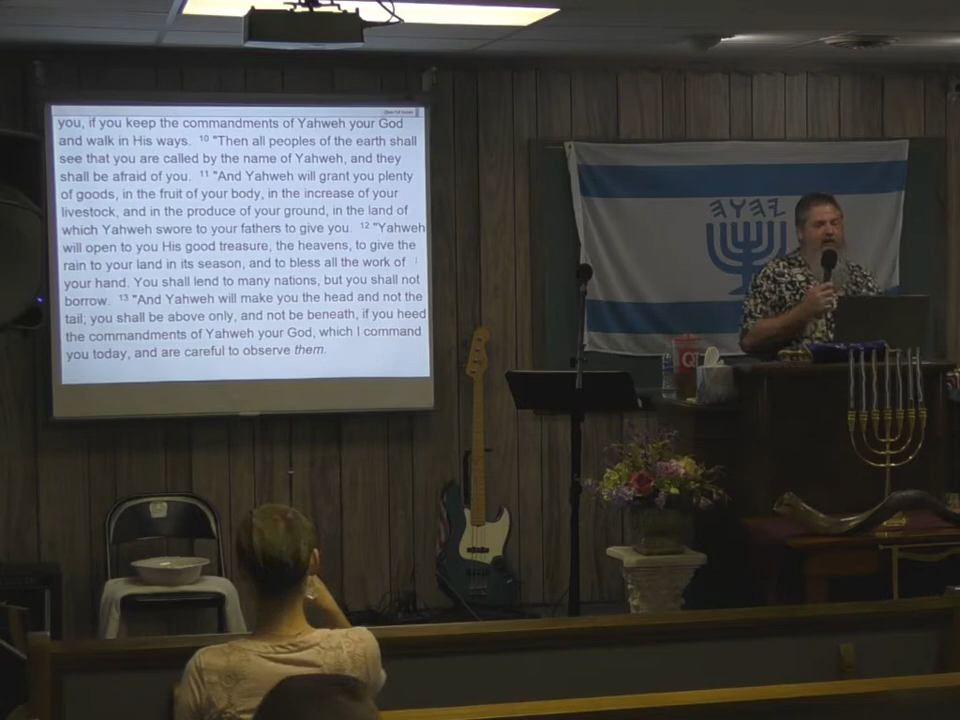 you, if you keep the commandments of Yahweh your God
and walk in His ways. 10 "Then all peoples of the earth shall
see that you are called by the name of Yahweh, and they
shall be afraid of you. 11 "And Yahweh will grant you plenty
of goods, in the fruit of your body, in the increase of your
livestock, and in the produce of your ground, in the land of
which Yahweh swore to your fathers to give you. 12 "Yahweh
will open to you His good treasure, the heavens, to give the
rain to your land in its season, and to bless all the work of
your hand. You shall lend to many nations, but you shall not
borrow. 13 "And Yahweh will make you the head and not the
tail; you shall be above only, and not be beneath, if you heed
the commandments of Yahweh your God, which I command
you today, and are careful to observe them.
𐤉𐤄𐤅𐤄
QT